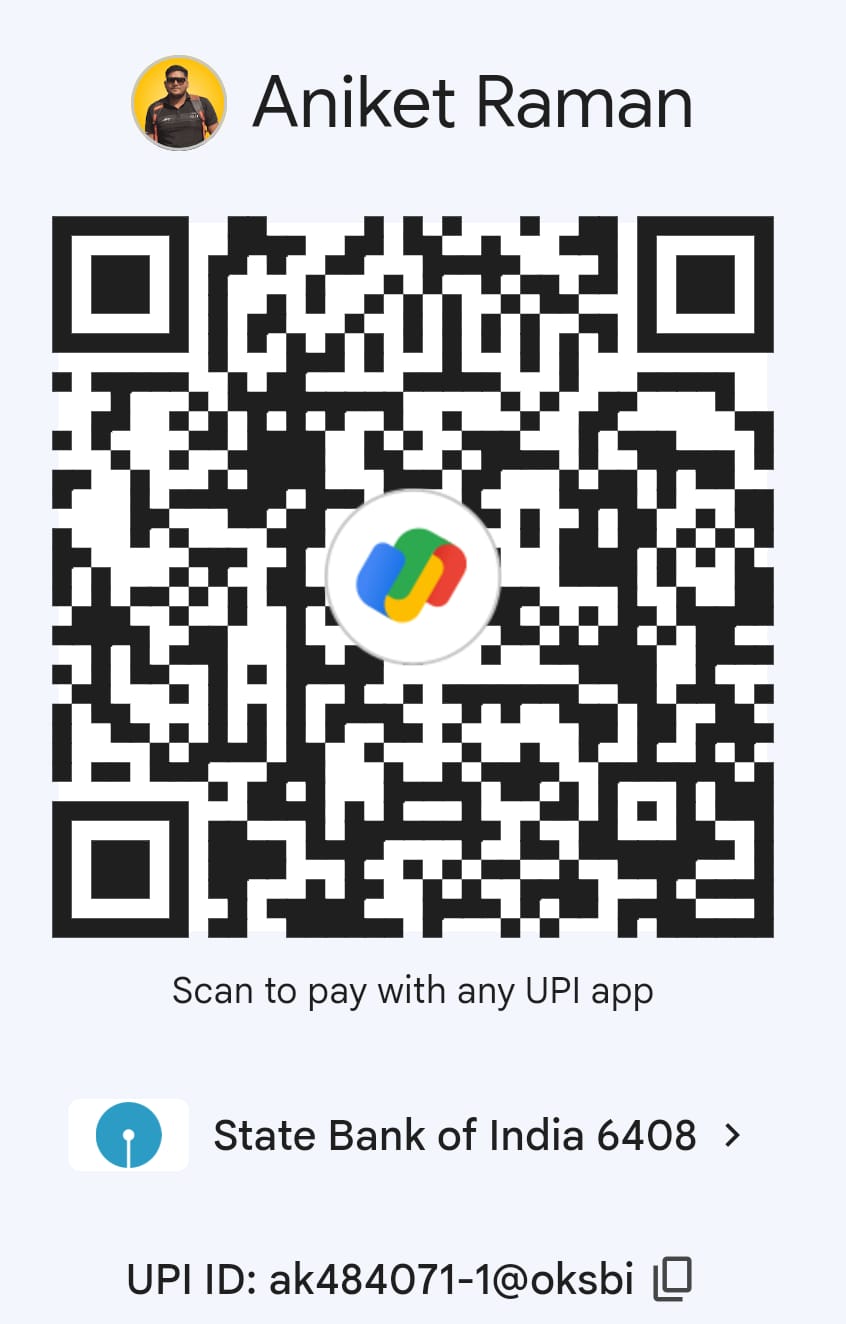 Aniket Raman
Scan to pay with any UPI app
State Bank of India 6408
UPI ID: ak484071-1@oksbi